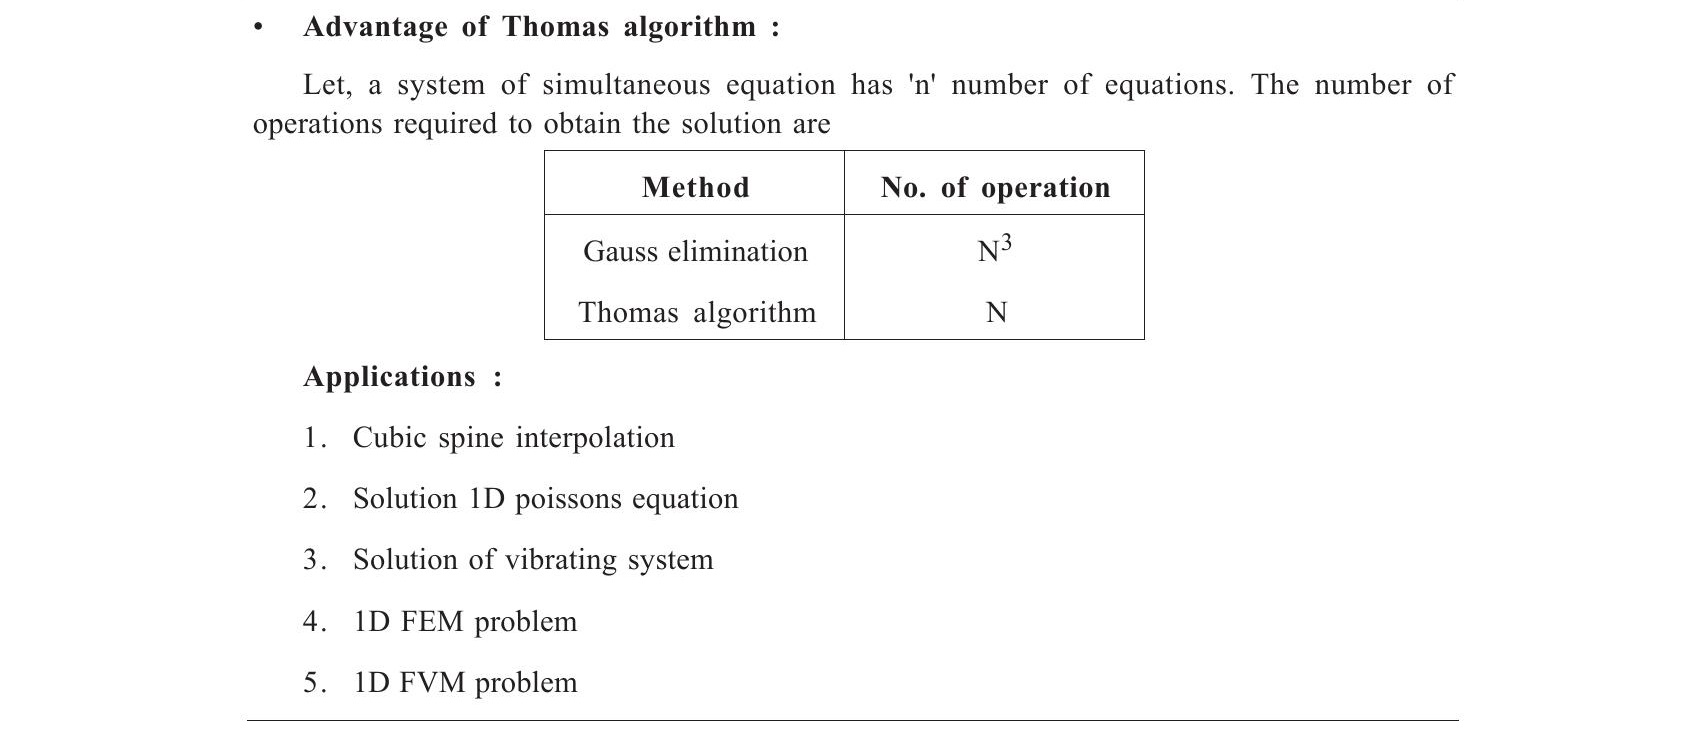 • Advantage of Thomas algorithm :
Let, a system of simultaneous equation has 'n' number of equations. The number of
operations required to obtain the solution are
Method No. of operation
Gauss elimination N³
Thomas algorithm N
Applications :
1. Cubic spine interpolation
2. Solution 1D poissons equation
3. Solution of vibrating system
4. 1D FEM problem
5. 1D FVM problem